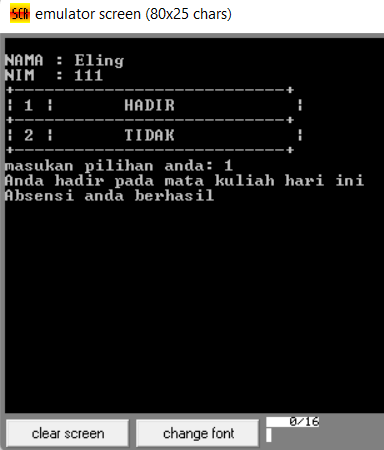 SCR emulator screen (80x25 chars)
NAMA : Eling
NIM  : 111
+------------------------------+
¦ 1 ¦        HADIR              ¦
+------------------------------+
¦ 2 ¦        TIDAK              ¦
+------------------------------+
masukan pilihan anda: 1
Anda hadir pada mata kuliah hari ini
Absensi anda berhasil
clear screen
change font
0/16